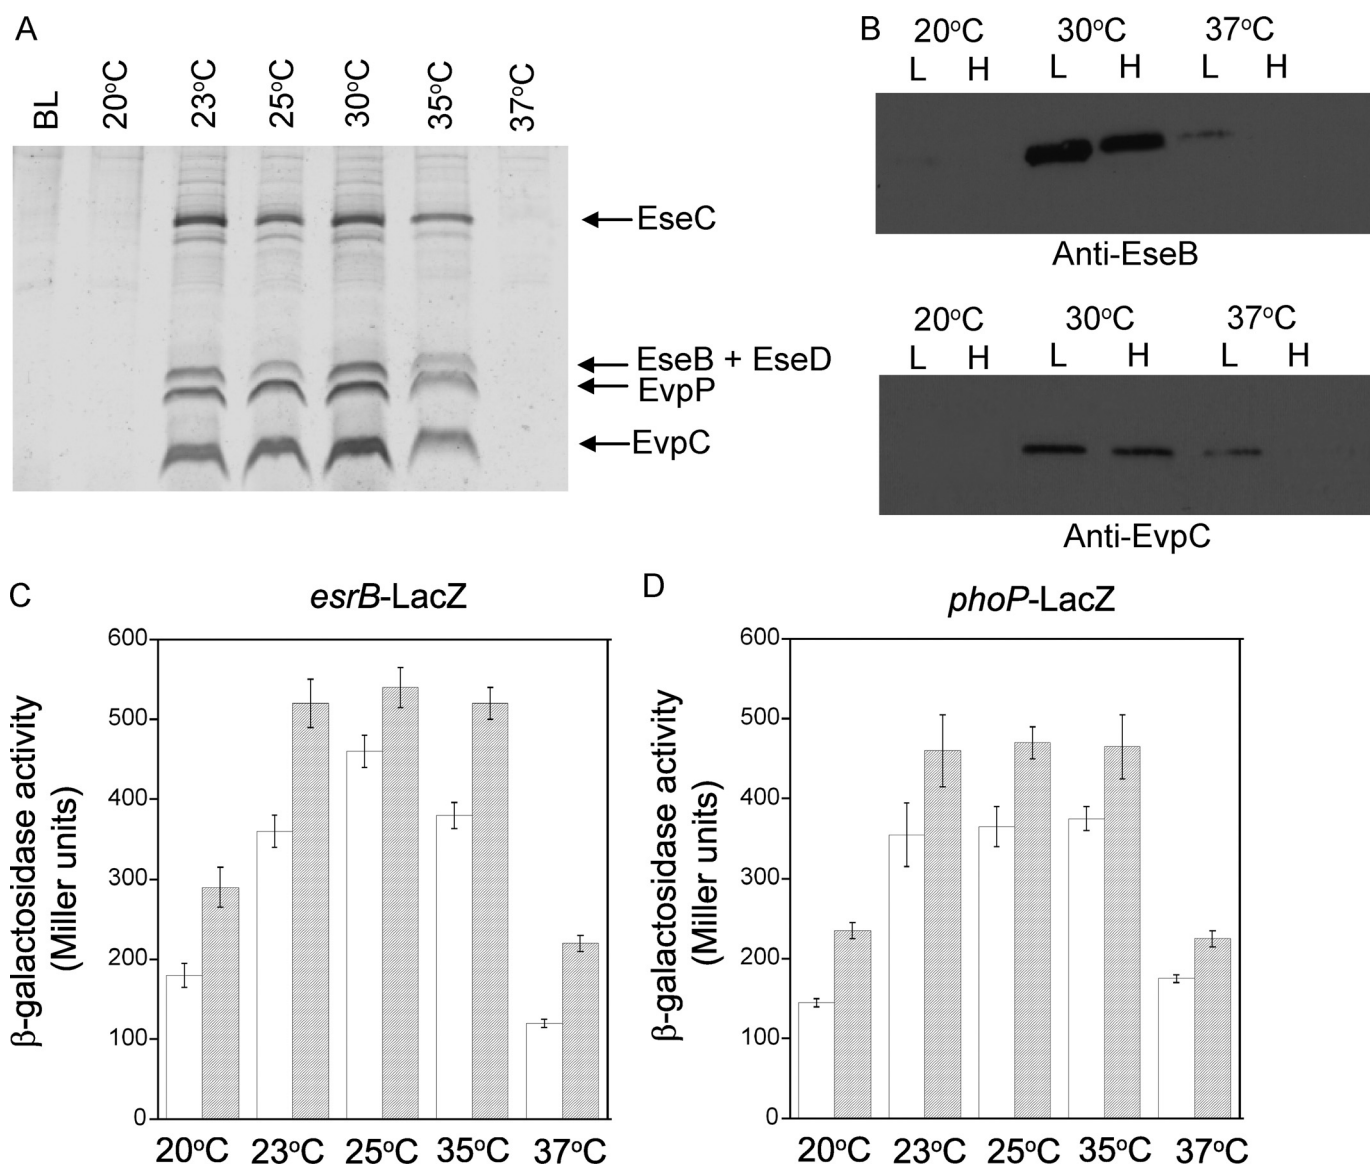 A
BL 20°C 23°C 25°C 30°C 35°C 37°C
EseC
EseB + EseD
EvpP
EvpC
B
20°C 30°C 37°C
L H L H L H
Anti-EseB
20°C 30°C 37°C
L H L H L H
Anti-EvpC
C
esrB-LacZ
β-galactosidase activity
(Miller units)
600
500
400
300
200
100
0
20°C 23°C 25°C 35°C 37°C
D
phoP-LacZ
β-galactosidase activity
(Miller units)
600
500
400
300
200
100
0
20°C 23°C 25°C 35°C 37°C